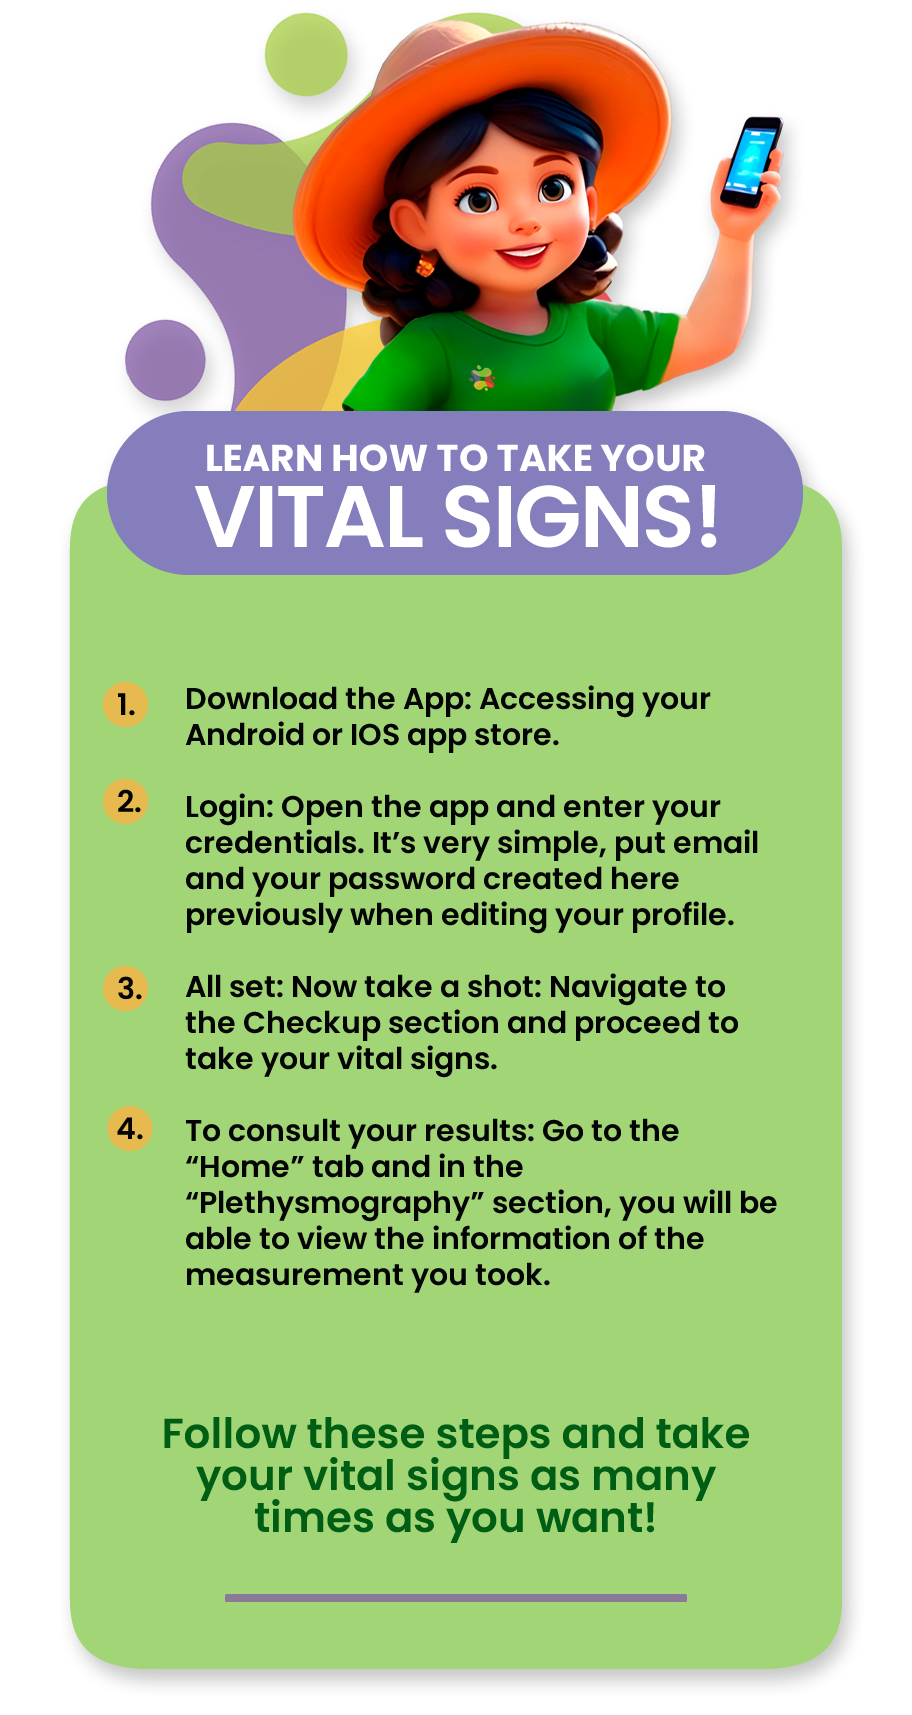 LEARN HOW TO TAKE YOUR
VITAL SIGNS!
1. Download the App: Accessing your
Android or IOS app store.
2. Login: Open the app and enter your
credentials. It’s very simple, put email
and your password created here
previously when editing your profile.
3. All set: Now take a shot: Navigate to
the Checkup section and proceed to
take your vital signs.
4. To consult your results: Go to the
“Home” tab and in the
“Plethysmography” section, you will be
able to view the information of the
measurement you took.
Follow these steps and take
your vital signs as many
times as you want!